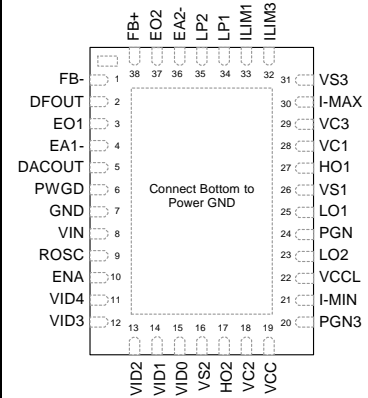 FB+
EO2
EA2-
LP2
LP1
ILIM1
ILIM3
38 37 36 35 34 33 32
FB- 1
DFOUT 2
EO1 3
EA1- 4
DACOUT 5
PWGD 6
GND 7
VIN 8
ROSC 9
ENA 10
VID4 11
VID3 12
Connect Bottom to
Power GND
31 VS3
30 I-MAX
29 VC3
28 VC1
27 HO1
26 VS1
25 LO1
24 PGN
23 LO2
22 VCCL
21 I-MIN
20 PGN3
13 14 15 16 17 18 19
VID2
VID1
VID0
VS2
HO2
VC2
VCC